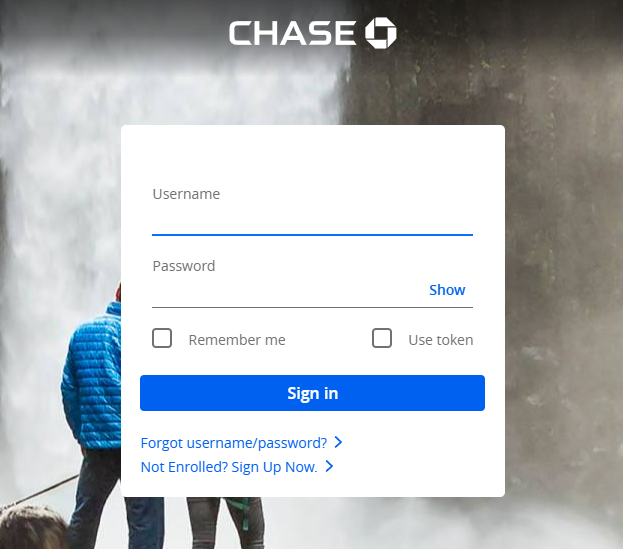 CHASE
Username
Password
Show
Remember me
Use token
Sign in
Forgot username/password?
Not Enrolled? Sign Up Now.